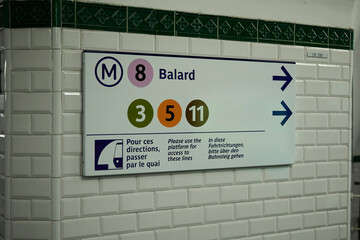 M 8 Balard
3 5 11
Pour ces directions, passer par le quai
Please use the platform for access to these lines
In diese Fahrtrichtungen, bitte über den Bahnsteig gehen